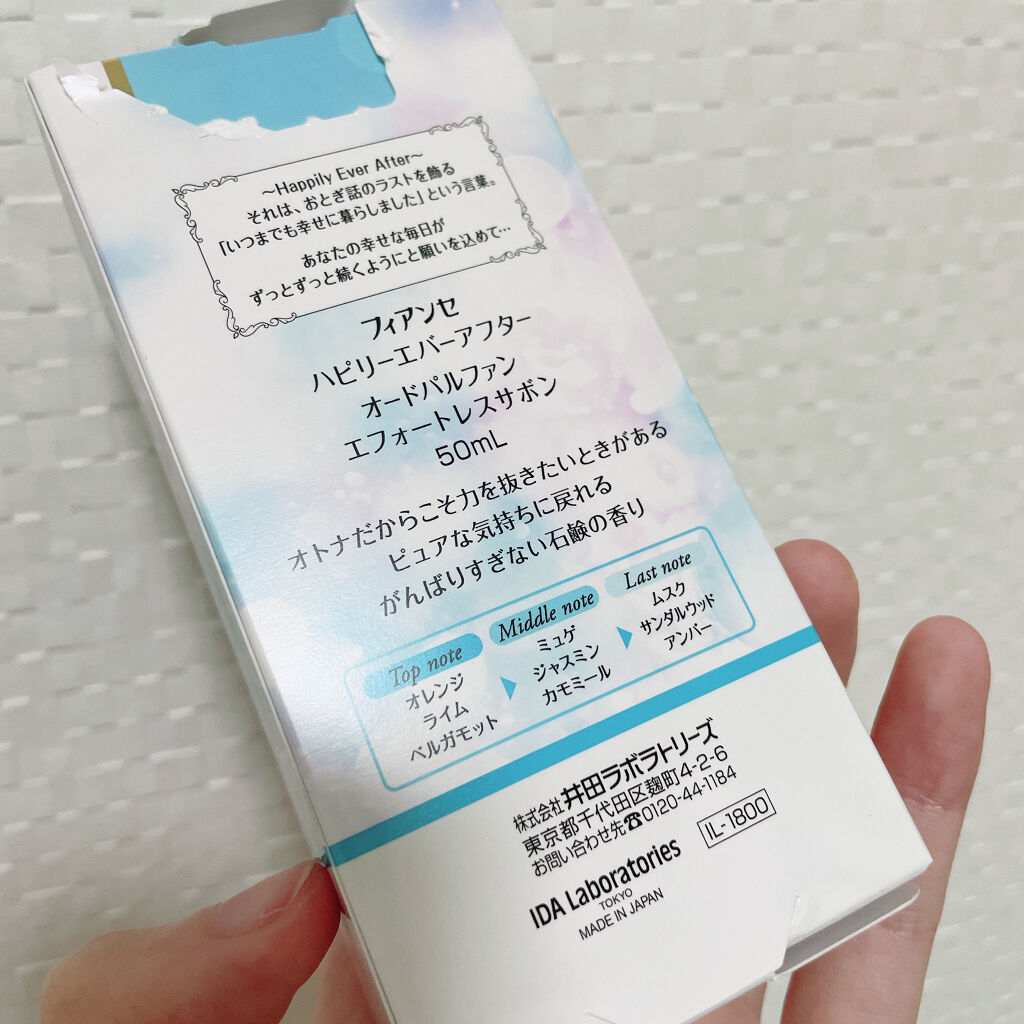 ~Happily Ever After~
それは、おとぎ話のラストを飾る
「いつまでも幸せに暮らしました」という言葉。
あなたの幸せな毎日が
ずっとずっと続くようにと願いを込めて…
フィアンセ
ハピリーエバーアフター
オードパルファン
エフォートレスサボン
50mL
オトナだからこそ力を抜きたいときがある
ピュアな気持ちに戻れる
がんばりすぎない石鹸の香り
Top note
オレンジ
ライム
ベルガモット
Middle note
ミュゲ
ジャスミン
カモミール
Last note
ムスク
サンダルウッド
アンバー
株式会社井田ラボラトリーズ
東京都千代田区麹町4-2-6
お問い合わせ先☎0120-44-1184
IDA Laboratories
TOKYO
MADE IN JAPAN
IL-1800